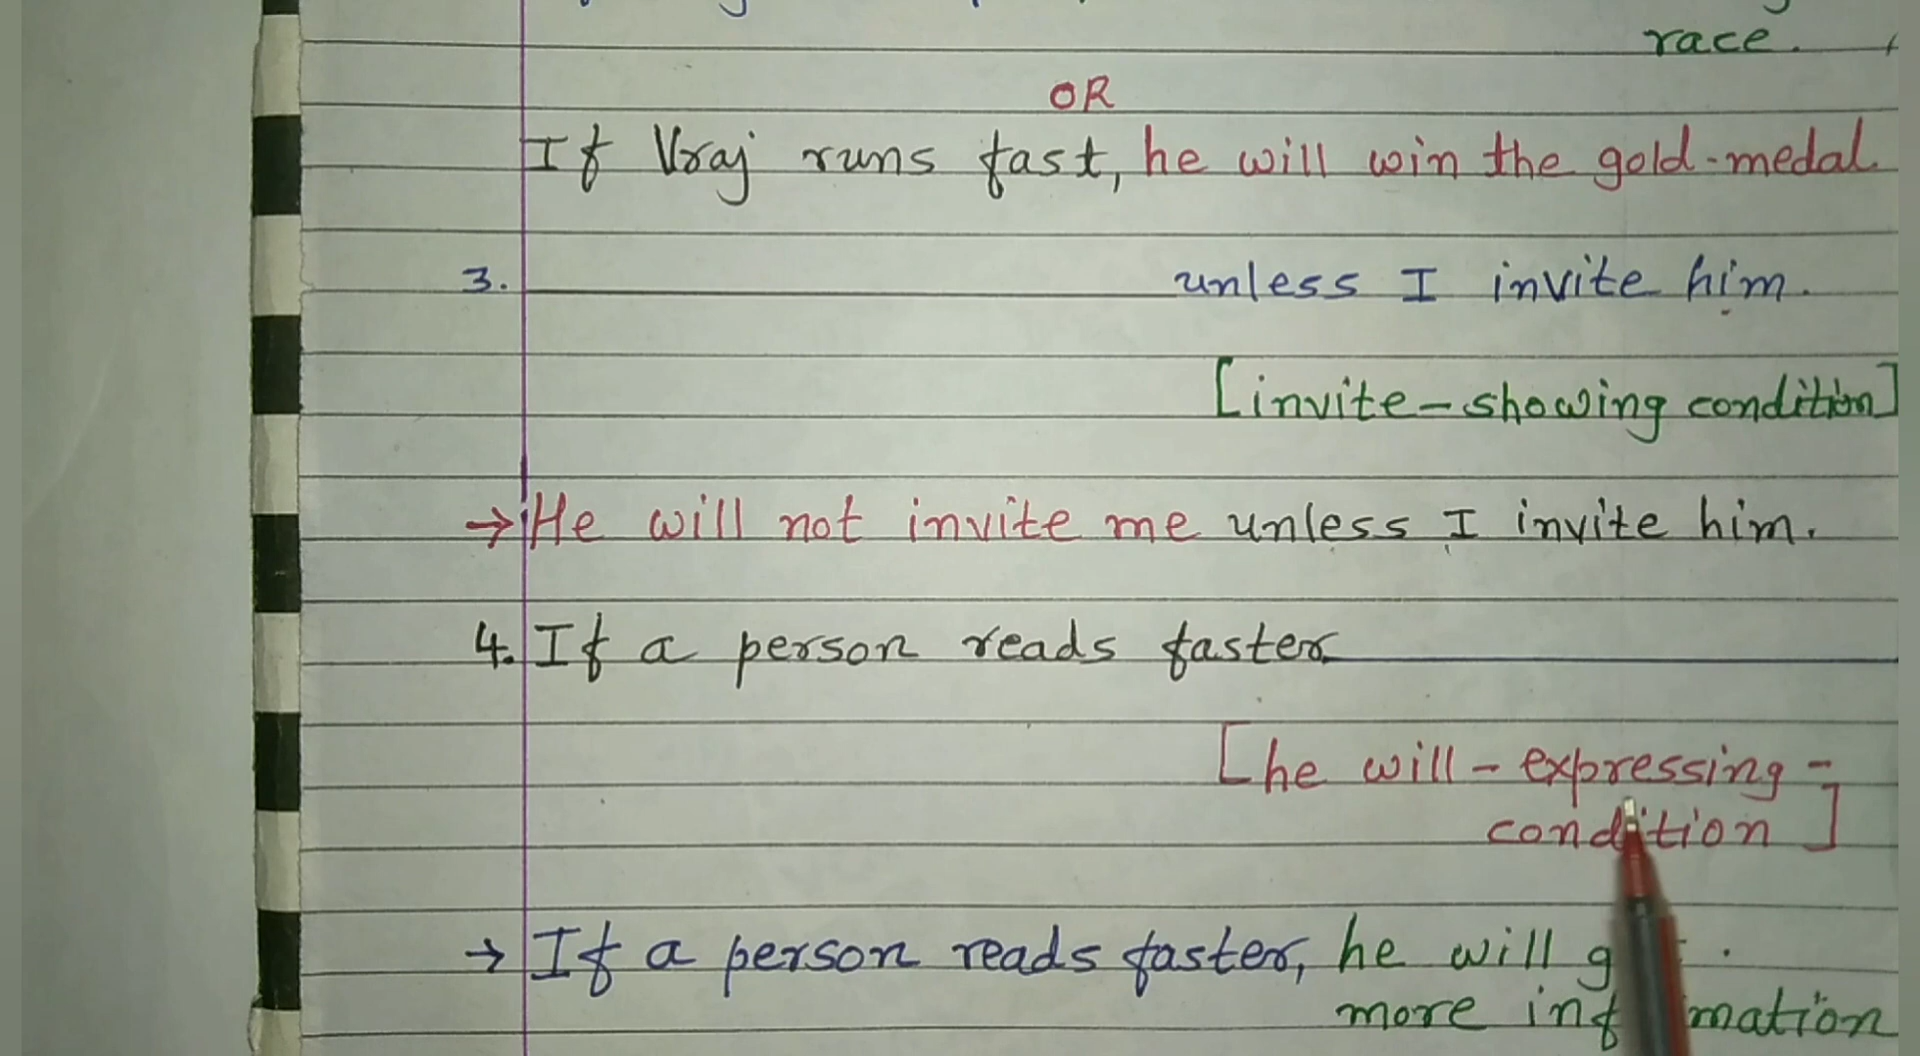 race.
OR
If Vraj runs fast, he will win the gold-medal.
3. unless I invite him.
[invite-showing condition]
→ He will not invite me unless I invite him.
4. If a person reads faster
[he will - expressing -
condition]
→ If a person reads faster, he will
more